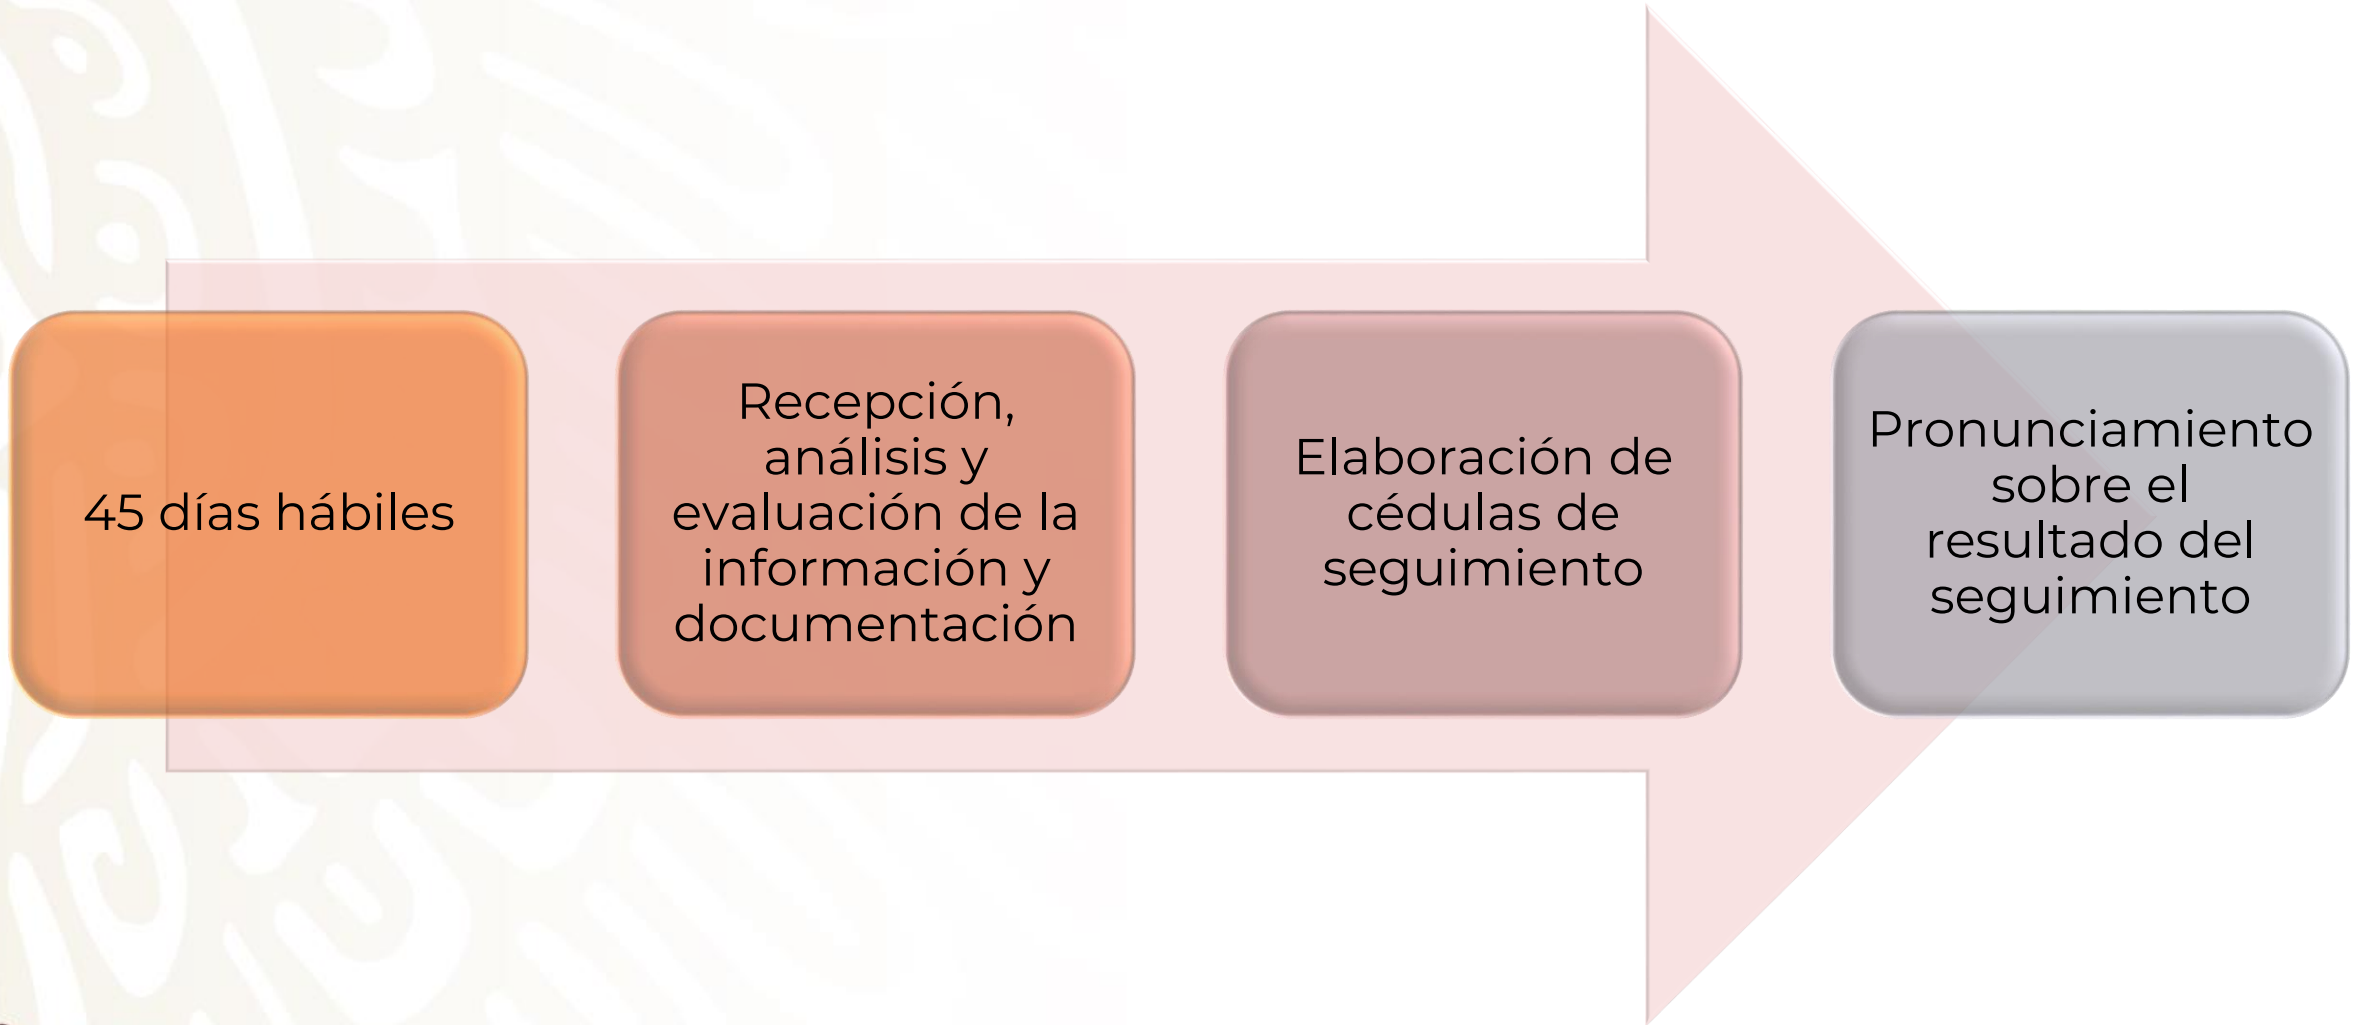 45 días hábiles
Recepción,
análisis y
evaluación de la
información y
documentación
Elaboración de
cédulas de
seguimiento
Pronunciamiento
sobre el
resultado del
seguimiento